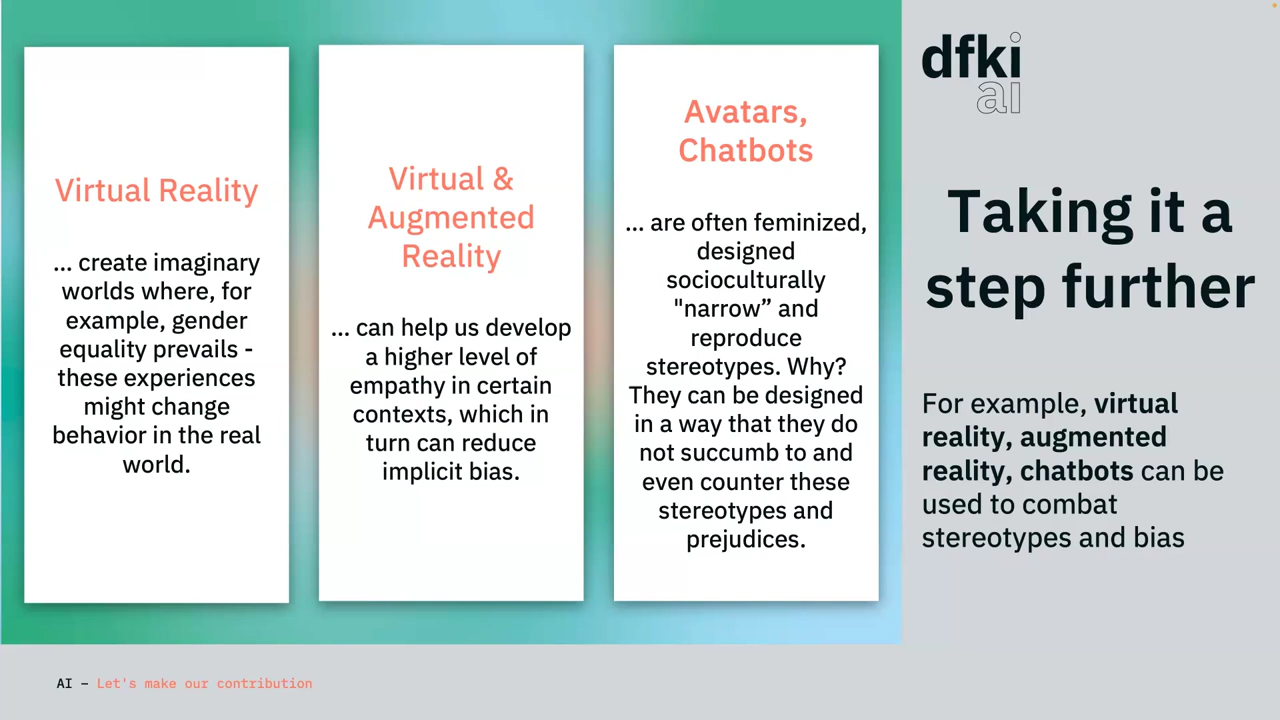 Virtual Reality
... create imaginary
worlds where, for
example, gender
equality prevails -
these experiences
might change
behavior in the real
world.
Virtual &
Augmented
Reality
... can help us develop
a higher level of
empathy in certain
contexts, which in
turn can reduce
implicit bias.
Avatars,
Chatbots
... are often feminized,
designed
socioculturally
"narrow” and
reproduce
stereotypes. Why?
They can be designed
in a way that they do
not succumb to and
even counter these
stereotypes and
prejudices.
dfki
ai
Taking it a
step further
For example, virtual
reality, augmented
reality, chatbots can be
used to combat
stereotypes and bias
AI – Let's make our contribution